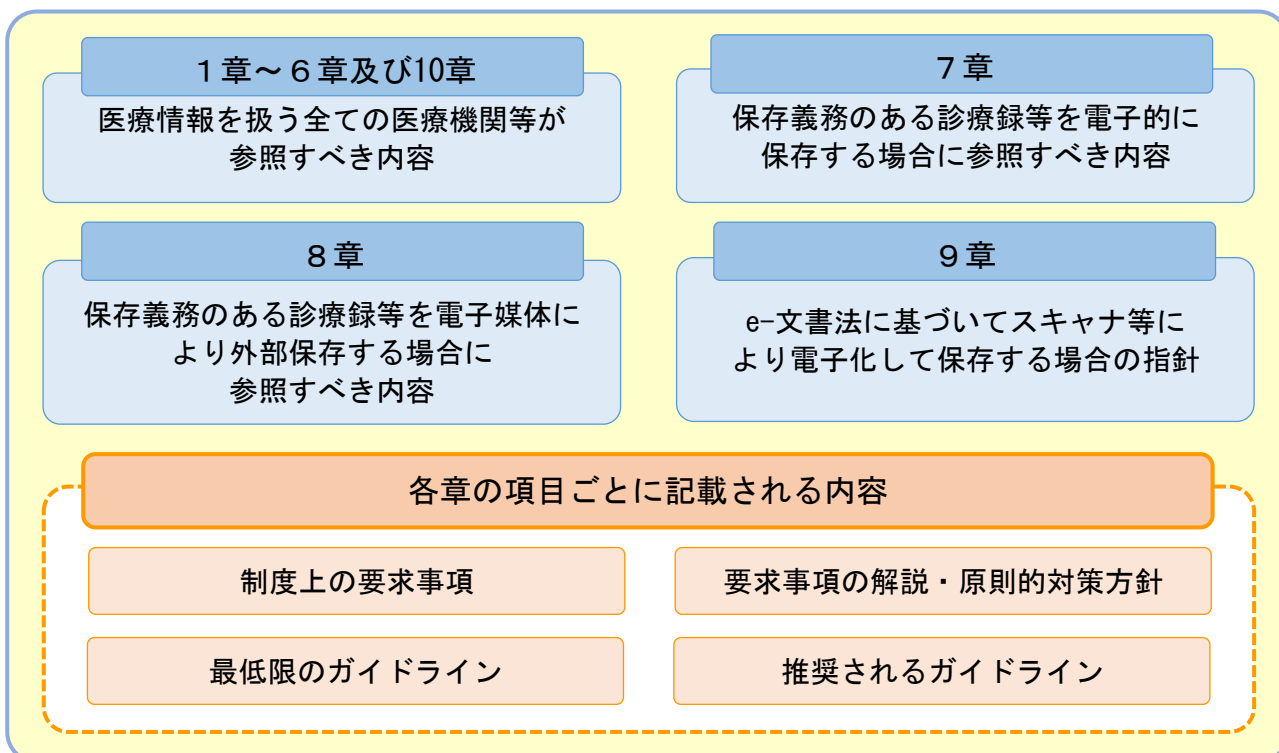 １章～６章及び10章
医療情報を扱う全ての医療機関等が
参照すべき内容
７章
保存義務のある診療録等を電子的に
保存する場合に参照すべき内容
８章
保存義務のある診療録等を電子媒体に
より外部保存する場合に
参照すべき内容
９章
e-文書法に基づいてスキャナ等に
より電子化して保存する場合の指針
各章の項目ごとに記載される内容
制度上の要求事項
要求事項の解説・原則的対策方針
最低限のガイドライン
推奨されるガイドライン